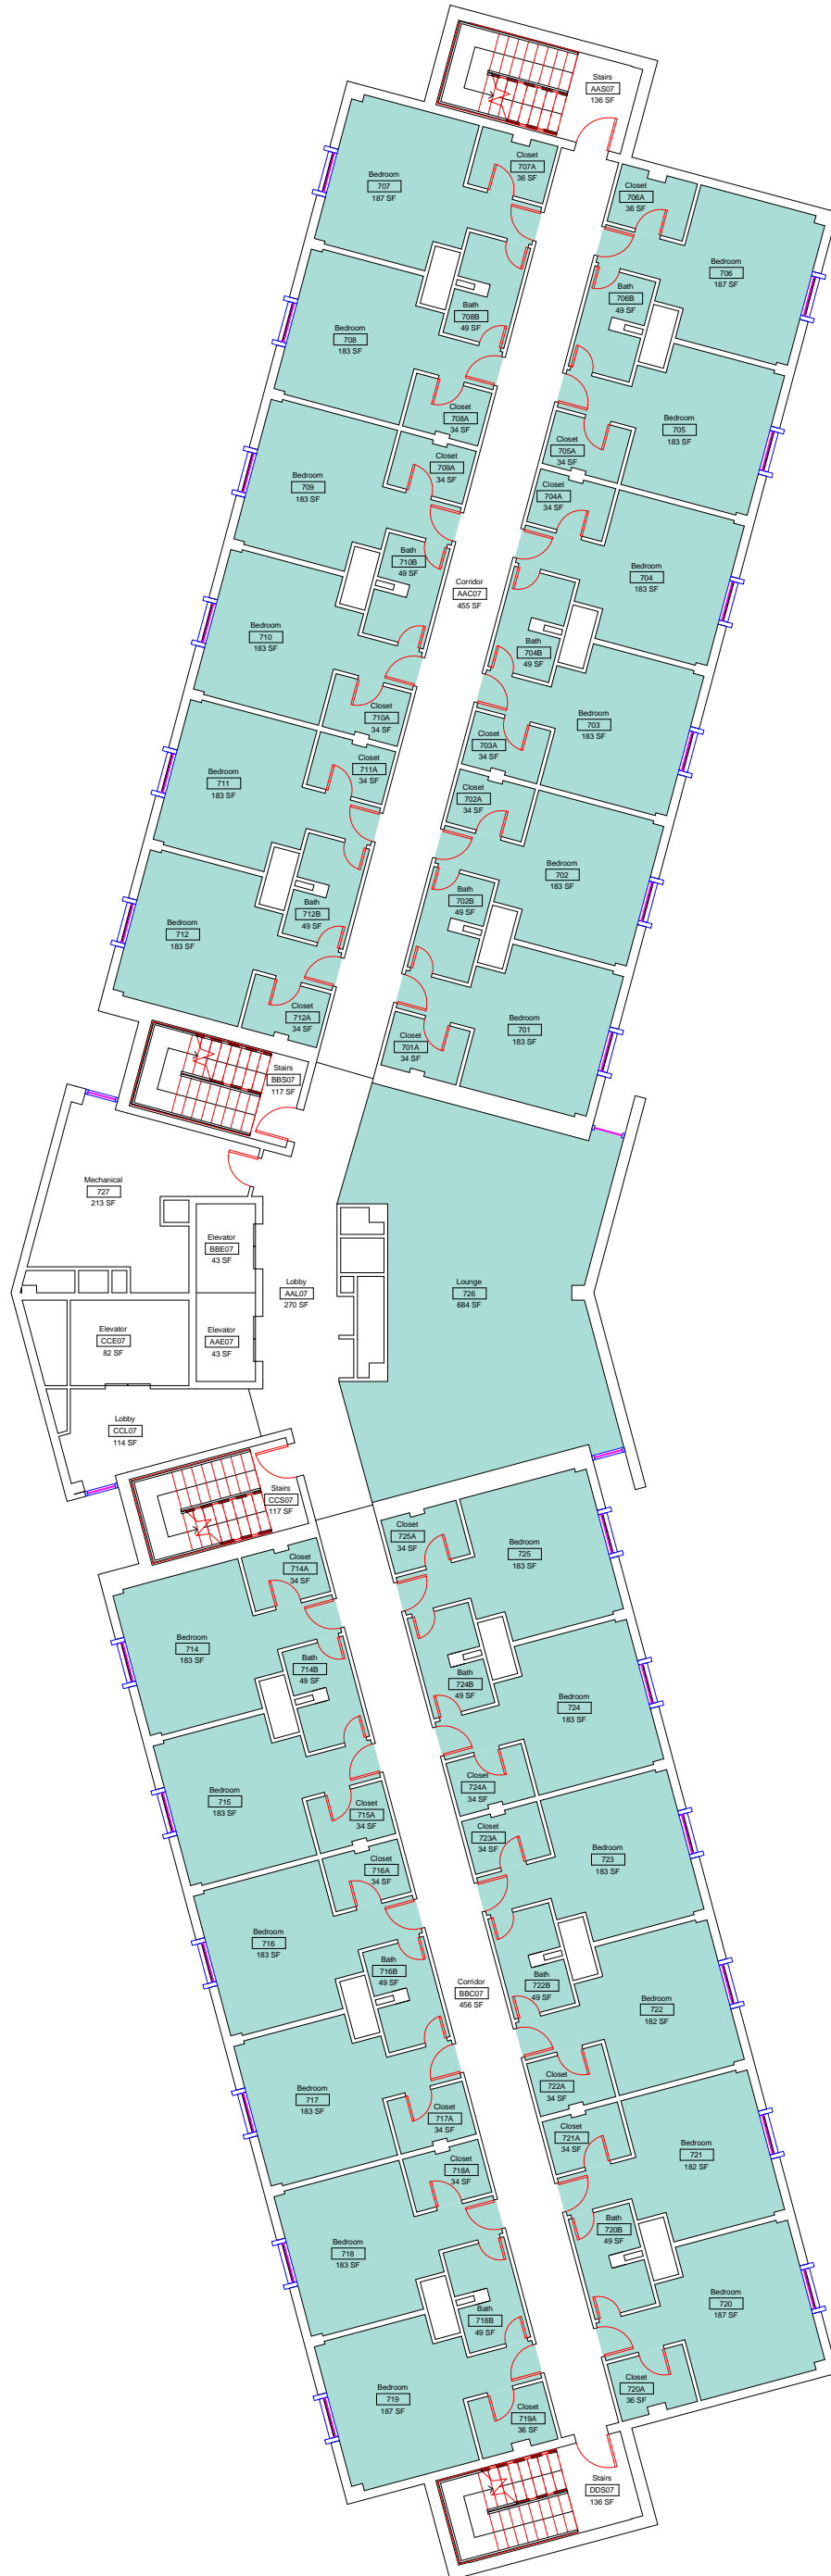 Stairs
AAS07
136 SF
Closet
707A
36 SF
Bedroom
707
187 SF
Closet
706A
36 SF
Bedroom
706
187 SF
Bath
706B
49 SF
Bath
708B
49 SF
Bedroom
708
183 SF
Closet
708A
34 SF
Bedroom
705
183 SF
Closet
705A
34 SF
Closet
709A
34 SF
Bedroom
709
183 SF
Closet
704A
34 SF
Bath
710B
49 SF
Bedroom
704
183 SF
Corridor
AAC07
455 SF
Bedroom
710
183 SF
Bath
704B
49 SF
Closet
710A
34 SF
Bedroom
703
183 SF
Closet
703A
34 SF
Closet
711A
34 SF
Bedroom
711
183 SF
Closet
702A
34 SF
Bedroom
702
183 SF
Bath
702B
49 SF
Bath
712B
49 SF
Bedroom
712
183 SF
Closet
712A
34 SF
Bedroom
701
183 SF
Closet
701A
34 SF
Stairs
BBS07
117 SF
Mechanical
727
213 SF
Elevator
BBE07
43 SF
Lobby
AAL07
270 SF
Lounge
726
684 SF
Elevator
CCE07
82 SF
Elevator
AAE07
43 SF
Lobby
CCL07
114 SF
Stairs
CCS07
117 SF
Closet
725A
34 SF
Bedroom
725
183 SF
Closet
714A
34 SF
Bedroom
714
183 SF
Bath
714B
49 SF
Bath
724B
49 SF
Bedroom
724
183 SF
Bedroom
715
183 SF
Closet
724A
34 SF
Closet
715A
34 SF
Closet
723A
34 SF
Bedroom
723
183 SF
Closet
716A
34 SF
Bedroom
716
183 SF
Bath
716B
49 SF
Bath
722B
49 SF
Corridor
BBC07
456 SF
Bedroom
722
182 SF
Bedroom
717
183 SF
Closet
722A
34 SF
Closet
717A
34 SF
Closet
721A
34 SF
Bedroom
721
182 SF
Closet
718A
34 SF
Bedroom
718
183 SF
Bath
720B
49 SF
Bath
718B
49 SF
Bedroom
720
187 SF
Bedroom
719
187 SF
Closet
720A
36 SF
Closet
719A
36 SF
Stairs
DDS07
136 SF